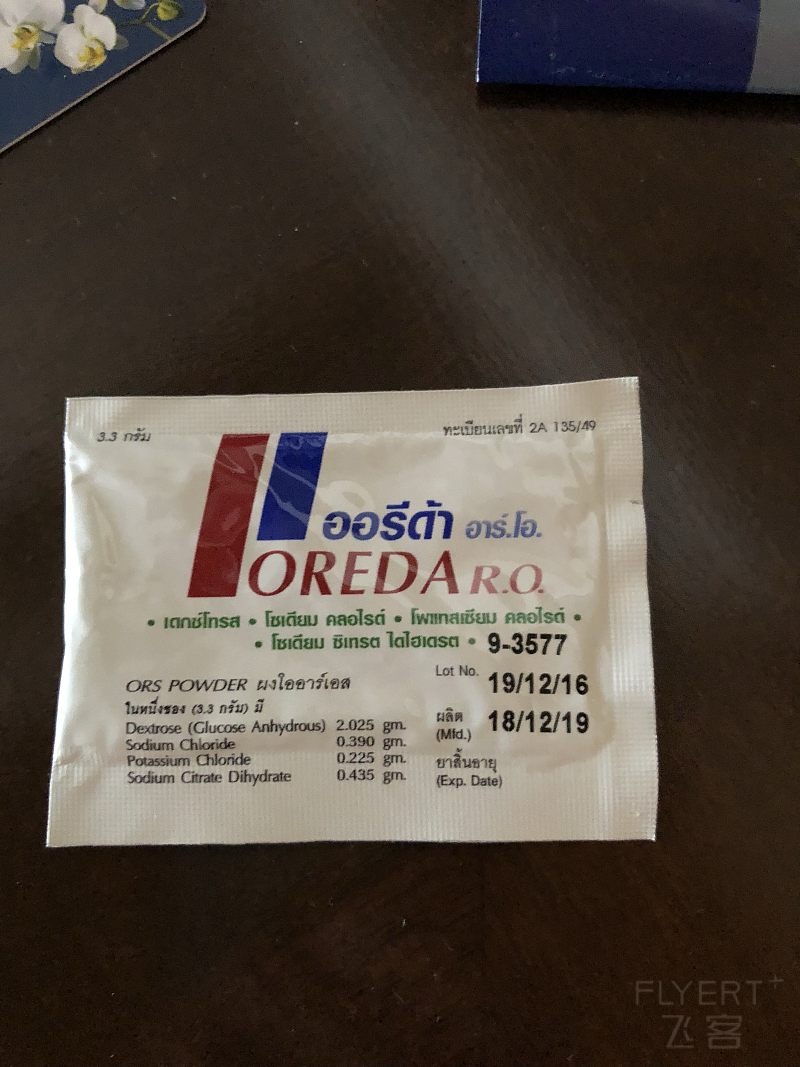 3.3 กรัม
ทะเบียนเลขที่ 2A 135/49
ออรีด้า อาร์.โอ.
OREDA R.O.
• เดกซ์โทรส • โซเดียม คลอไรด์ • โพแทสเซียม คลอไรด์ •
• โซเดียม ซิเทรต ไดไฮเดรต •
9-3577
Lot No.
19/12/16
ผลิต
(Mfd.)
18/12/19
ยาสิ้นอายุ
(Exp. Date)
ORS POWDER ผงโออาร์เอส
ในหนึ่งซอง (3.3 กรัม) มี
Dextrose (Glucose Anhydrous) 2.025 gm.
Sodium Chloride 0.390 gm.
Potassium Chloride 0.225 gm.
Sodium Citrate Dihydrate 0.435 gm.
FLYERT+
飞客